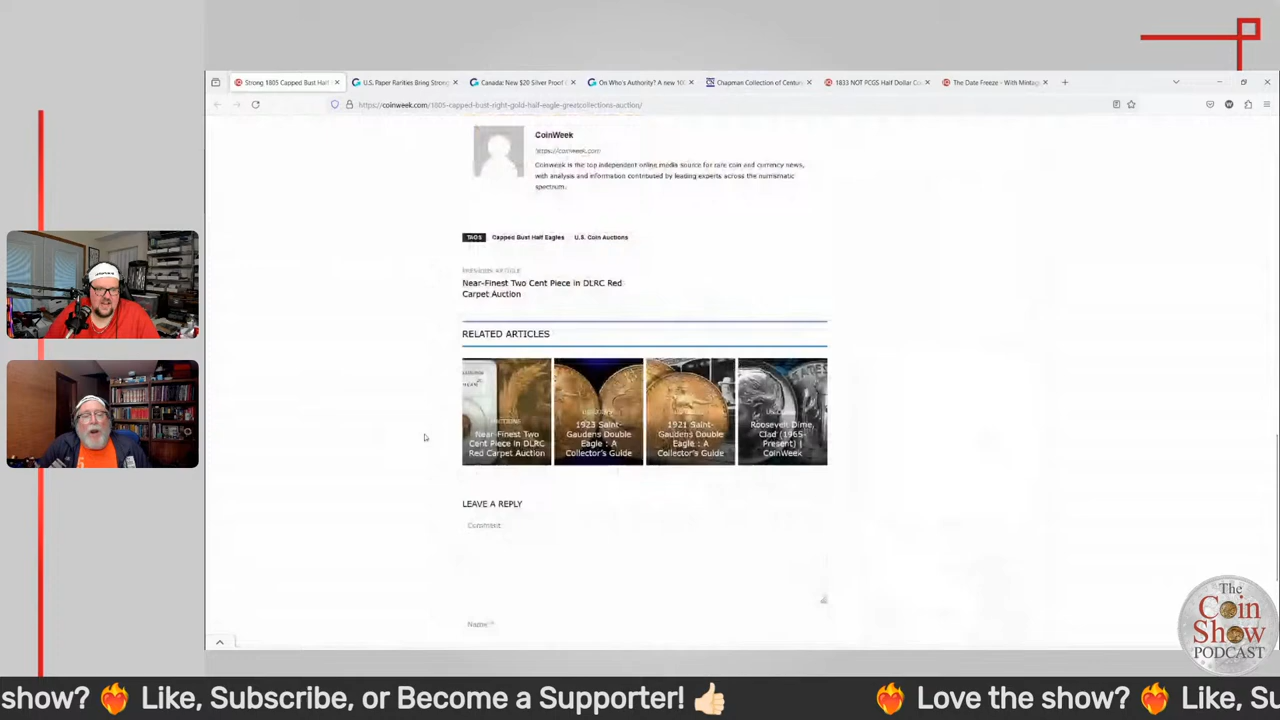 Strong 1805 Capped Bust Half
U.S. Paper Rarities Bring Strong
Canada: New $20 Silver Proof
On Who's Authority? A new 10
Chapman Collection of Century
1833 NOT PCGS Half Dollar Co
The Date Freeze - With Mintag
https://coinweek.com/1805-capped-bust-right-gold-half-eagle-greatcollections-auction/
CoinWeek
https://coinweek.com/
CoinWeek is the top independent online media source for rare coin and currency news,
with analysis and information contributed by leading experts across the numismatic
spectrum.
TAGS Capped Bust Half Eagles U.S. Coin Auctions
PREVIOUS ARTICLE
Near-Finest Two Cent Piece in DLRC Red
Carpet Auction
RELATED ARTICLES
Near-Finest Two
Cent Piece in DLRC
Red Carpet Auction
1923 Saint-
Gaudens Double
Eagle : A
Collector's Guide
1921 Saint-
Gaudens Double
Eagle : A
Collector's Guide
Roosevelt Dime,
Clad (1965-
Present) |
CoinWeek
LEAVE A REPLY
Comment
Name*
The
Coin
Show
PODCAST
show? ❤️‍🔥 Like, Subscribe, or Become a Supporter! 👍🏻 ❤️‍🔥 Love the show? ❤️‍🔥 Like, Su